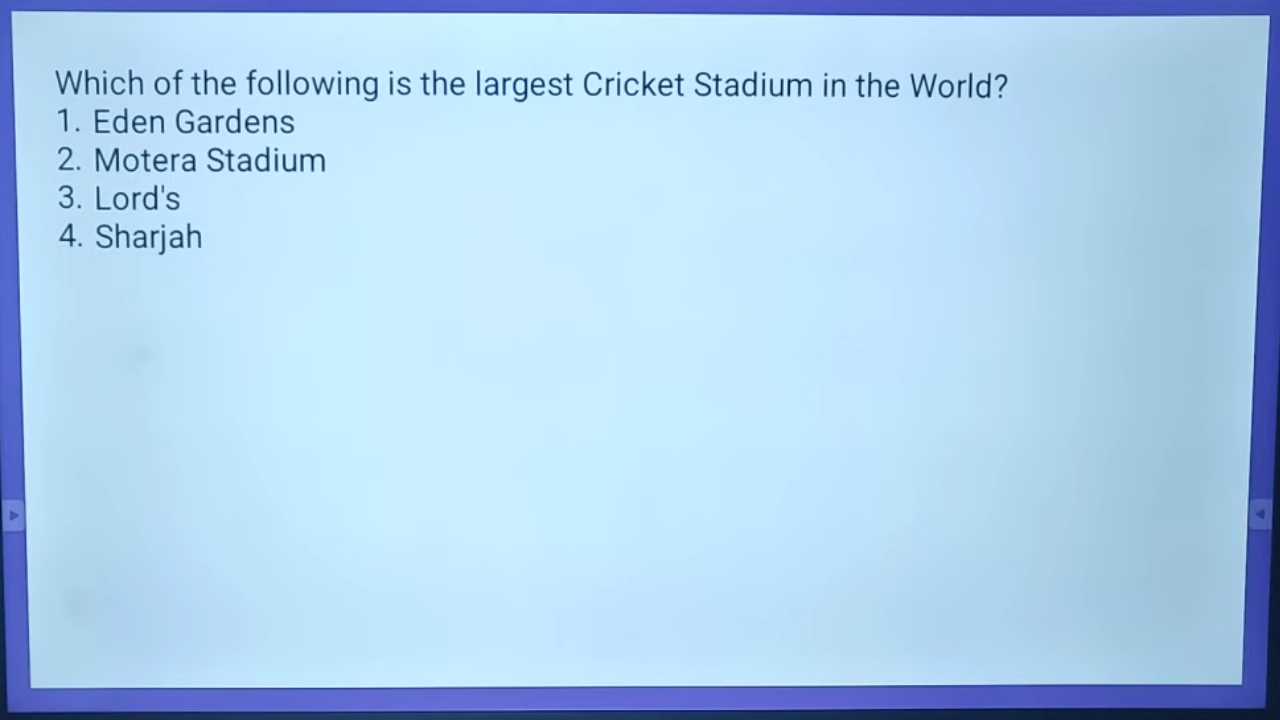 Which of the following is the largest Cricket Stadium in the World?
1. Eden Gardens
2. Motera Stadium
3. Lord's
4. Sharjah